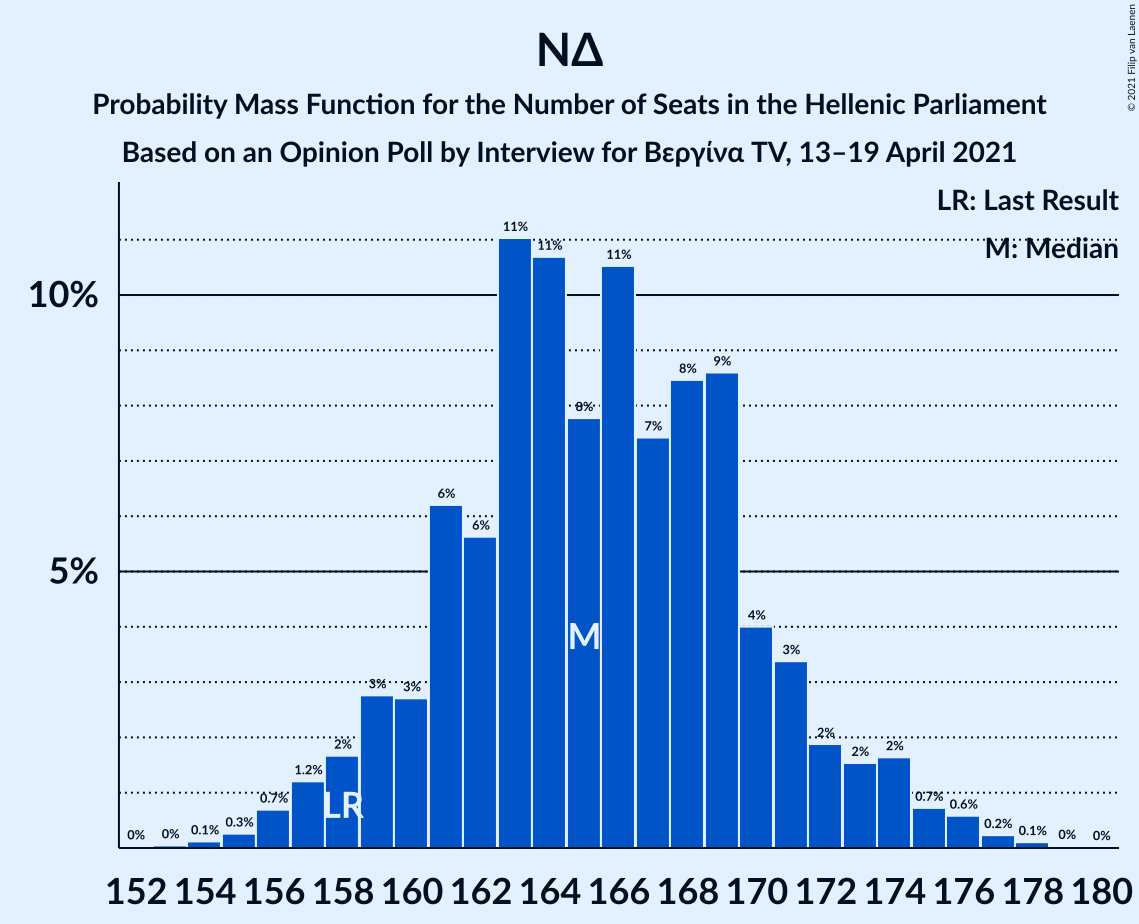 © 2021 Filip van Laenen
ΝΔ
Probability Mass Function for the Number of Seats in the Hellenic Parliament
Based on an Opinion Poll by Interview for Βεργίνα TV, 13–19 April 2021
LR: Last Result
M: Median
10%
5%
0% 0% 0.1% 0.3% 0.7% 1.2% 2% 3% 3% 6% 6% 11% 11% 8% 11% 7% 8% 9% 4% 3% 2% 2% 2% 0.7% 0.6% 0.2% 0.1% 0% 0%
M
LR
152 154 156 158 160 162 164 166 168 170 172 174 176 178 180